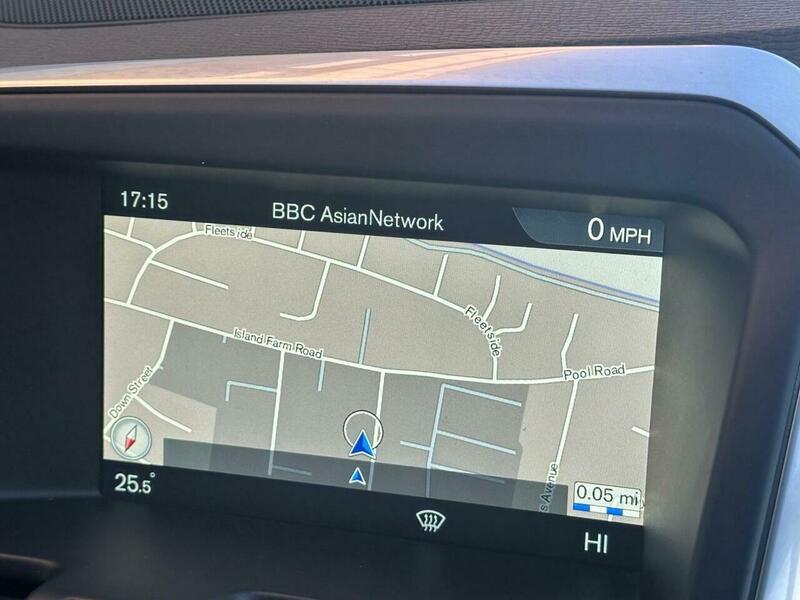 17:15
BBC AsianNetwork
0 MPH
Fleetside
Fleetside
Island Farm Road
Pool Road
Down Street
s Avenue
0.05 mi
25.5°
HI